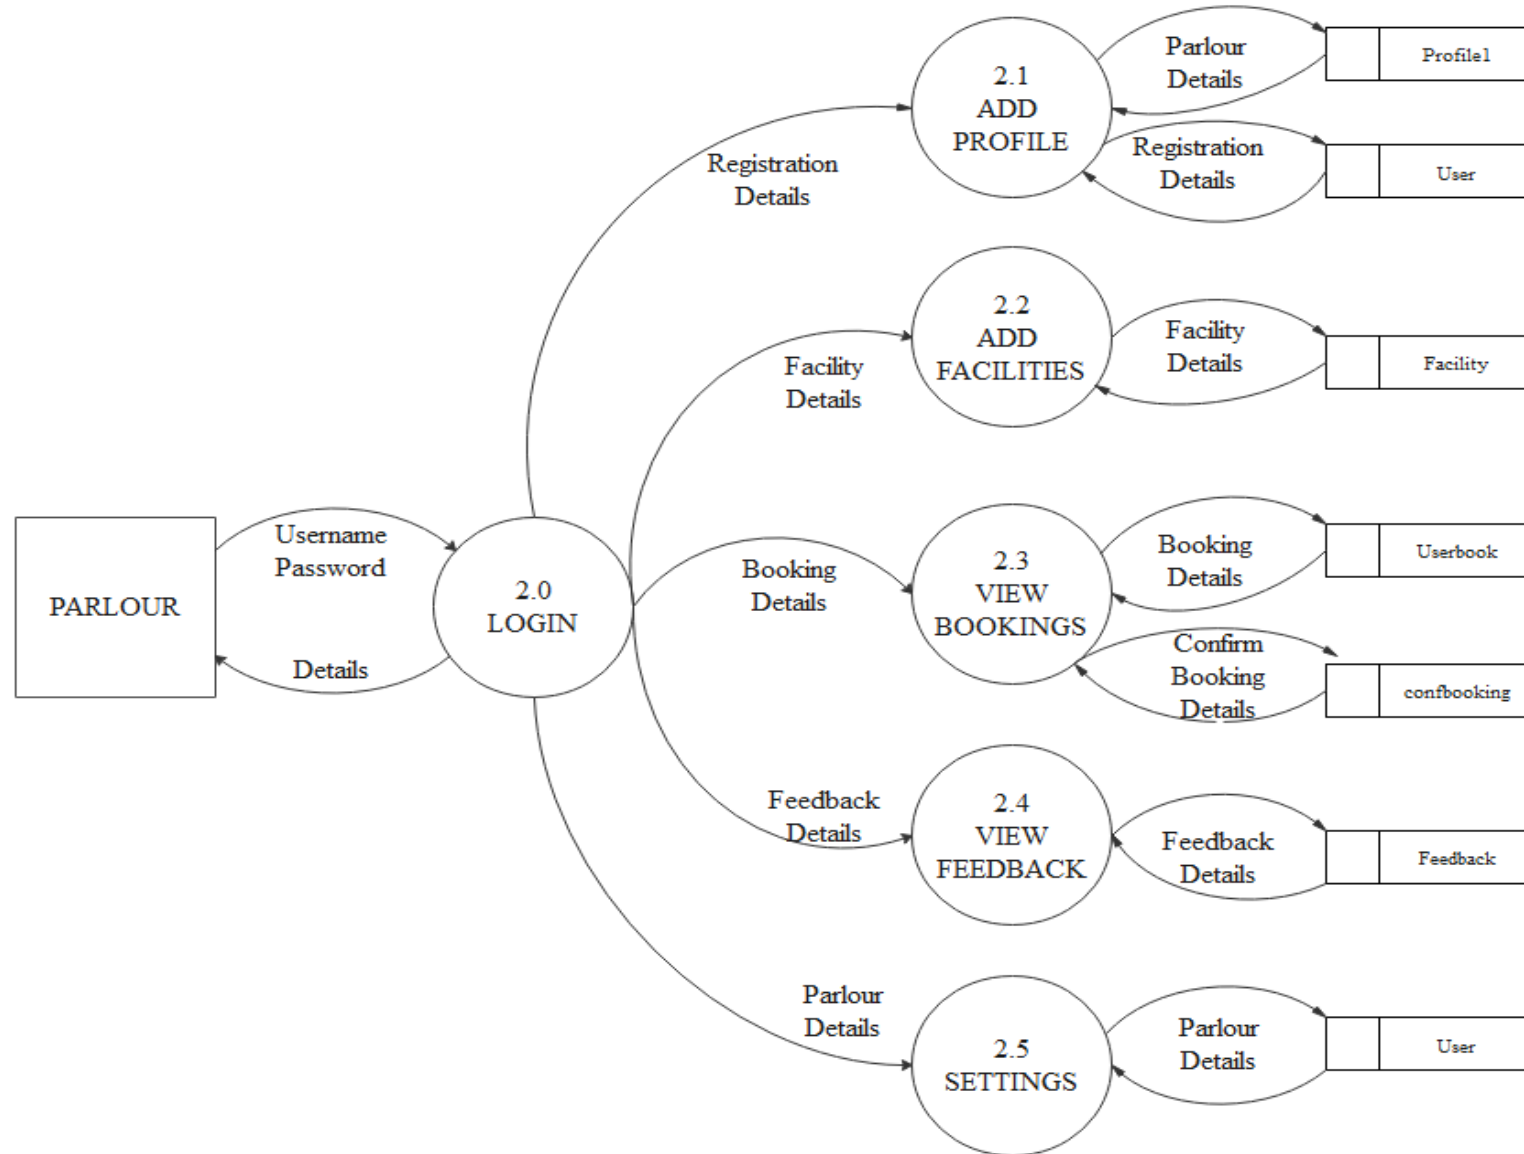 2.1
ADD
PROFILE
Parlour
Details
Profile1
Registration
Details
User
Registration
Details
2.2
ADD
FACILITIES
Facility
Details
Facility
Facility
Details
PARLOUR
Username
Password
Details
2.0
LOGIN
Booking
Details
2.3
VIEW
BOOKINGS
Booking
Details
Userbook
Confirm
Booking
Details
confbooking
Feedback
Details
2.4
VIEW
FEEDBACK
Feedback
Details
Feedback
Parlour
Details
2.5
SETTINGS
Parlour
Details
User